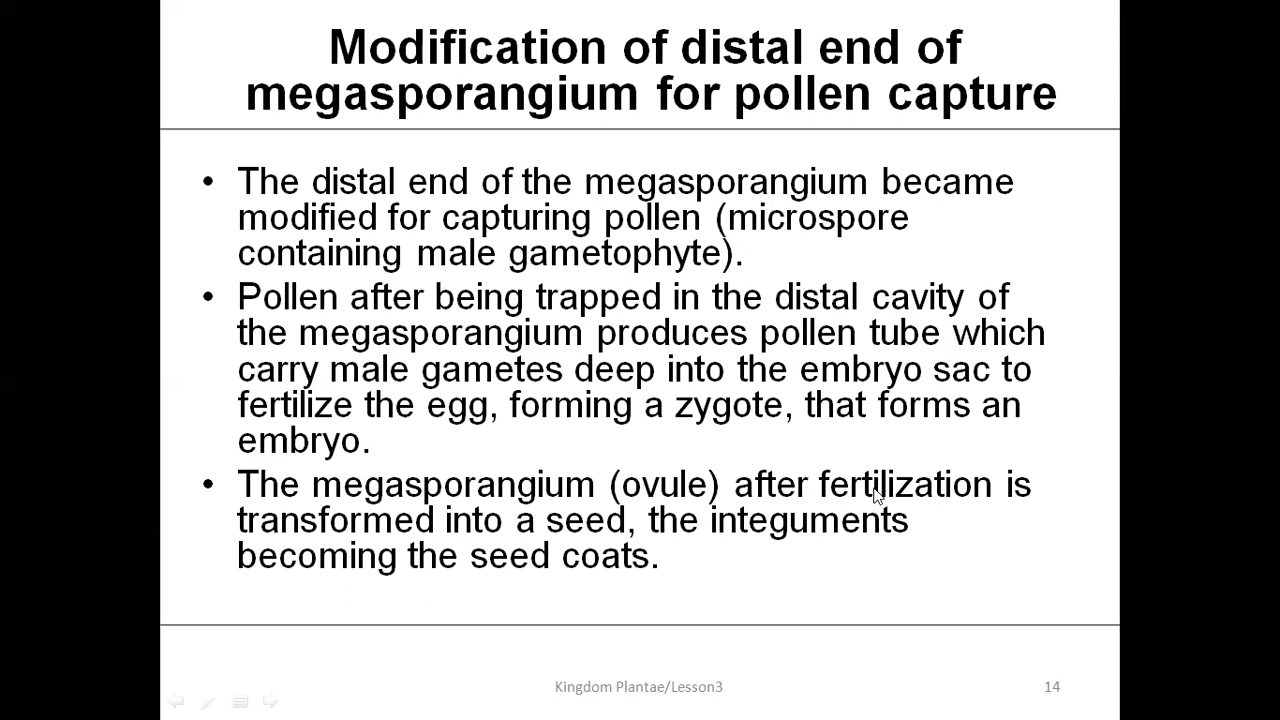 Modification of distal end of
megasporangium for pollen capture
• The distal end of the megasporangium became
modified for capturing pollen (microspore
containing male gametophyte).
• Pollen after being trapped in the distal cavity of
the megasporangium produces pollen tube which
carry male gametes deep into the embryo sac to
fertilize the egg, forming a zygote, that forms an
embryo.
• The megasporangium (ovule) after fertilization is
transformed into a seed, the integuments
becoming the seed coats.
Kingdom Plantae/Lesson3
14